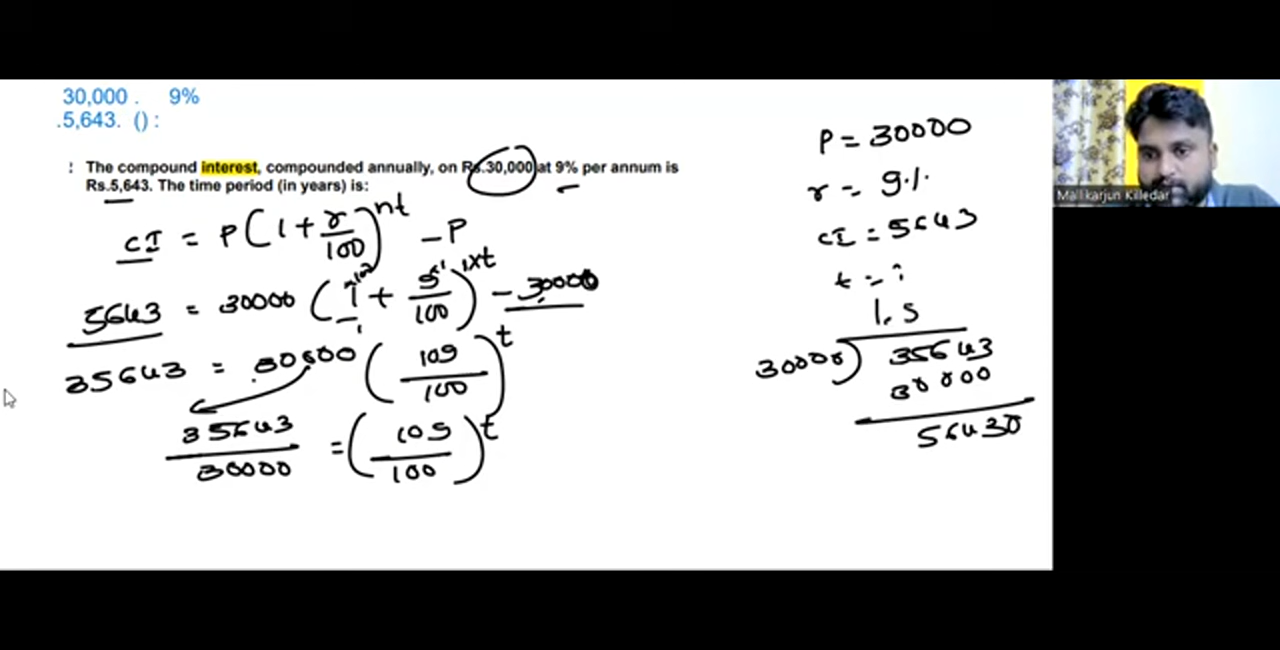 30,000 . 9%
.5,643. () :
: The compound interest, compounded annually, on Rs.30,000 at 9% per annum is
Rs.5,643. The time period (in years) is:
CI = P(1 + r/100)^nt - P
5643 = 30000 (1 + 9/100)^1xt - 30000
35643 = 30000 (109/100)^t
35643/30000 = (109/100)^t
P = 30000
r = 9%
CI = 5643
t = ?
1.5
30000) 35643
30000
56430
Mallikarjun Killedar